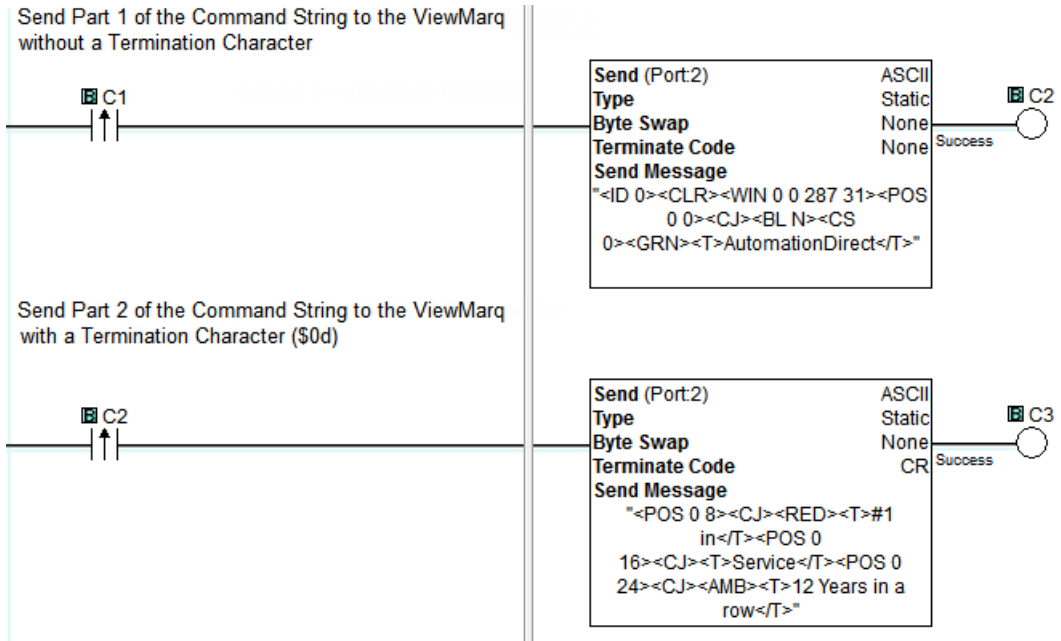 Send Part 1 of the Command String to the ViewMarq
without a Termination Character
B C1
Send (Port:2) ASCII
Type Static
Byte Swap None
Terminate Code None
Send Message
"<ID 0><CLR><WIN 0 0 287 31><POS
0 0><CJ><BL N><CS
0><GRN><T>AutomationDirect</T>"
B C2
Success
Send Part 2 of the Command String to the ViewMarq
with a Termination Character ($0d)
B C2
Send (Port:2) ASCII
Type Static
Byte Swap None
Terminate Code CR
Send Message
"<POS 0 8><CJ><RED><T>#1
in</T><POS 0
16><CJ><T>Service</T><POS 0
24><CJ><AMB><T>12 Years in a
row</T>"
B C3
Success